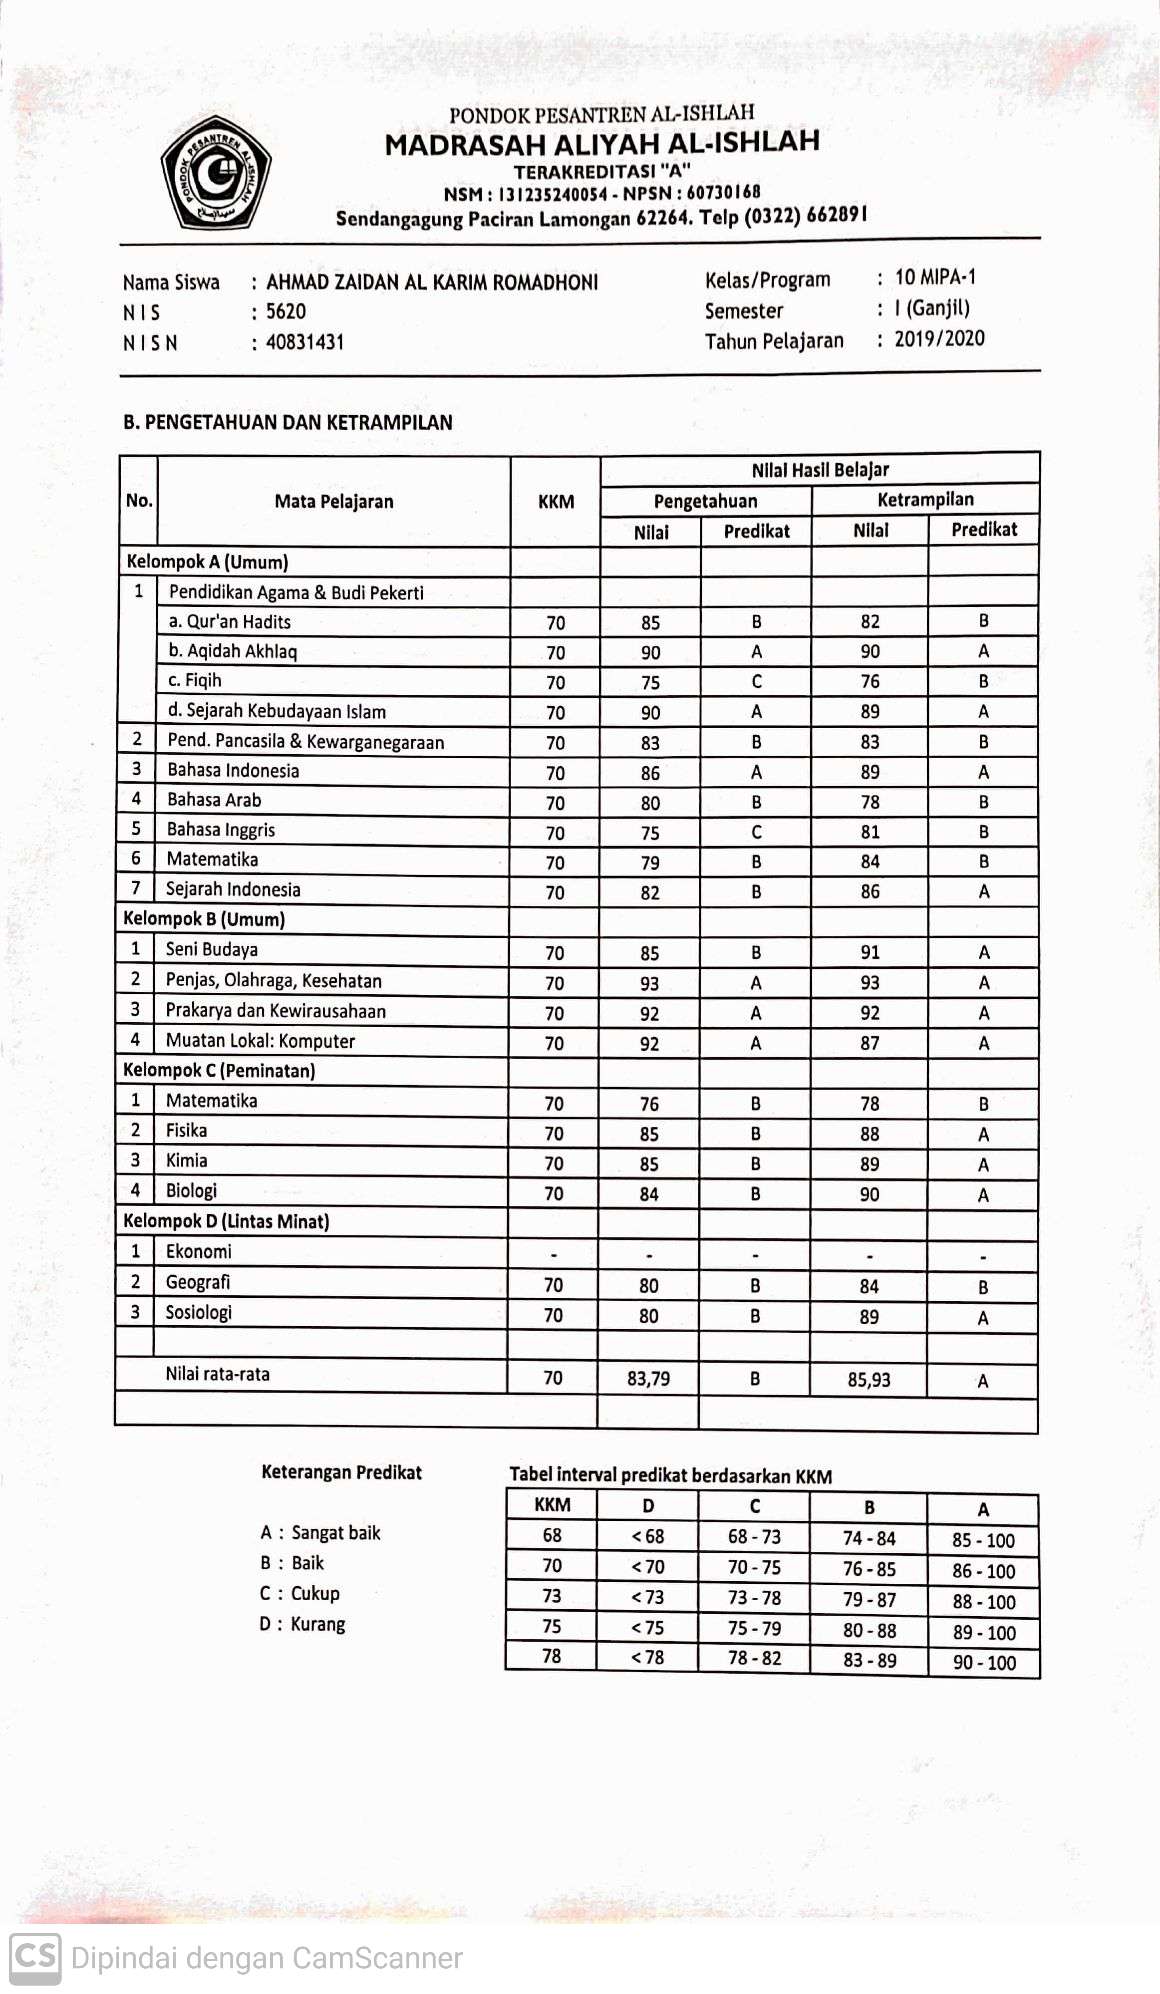 PONDOK PESANTREN AL-ISHLAH
MADRASAH ALIYAH AL-ISHLAH
TERAKREDITASI "A"
NSM : 131235240054 - NPSN : 60730168
Sendangagung Paciran Lamongan 62264. Telp (0322) 662891
PONDOK PESANTREN AL-ISHLAH
Nama Siswa : AHMAD ZAIDAN AL KARIM ROMADHONI Kelas/Program : 10 MIPA-1
N I S : 5620 Semester : I (Ganjil)
N I S N : 40831431 Tahun Pelajaran : 2019/2020
B. PENGETAHUAN DAN KETRAMPILAN
No. Mata Pelajaran KKM Nilai Hasil Belajar
Pengetahuan Ketrampilan
Nilai Predikat Nilai Predikat
Kelompok A (Umum)
1 Pendidikan Agama & Budi Pekerti
a. Qur'an Hadits 70 85 B 82 B
b. Aqidah Akhlaq 70 90 A 90 A
c. Fiqih 70 75 C 76 B
d. Sejarah Kebudayaan Islam 70 90 A 89 A
2 Pend. Pancasila & Kewarganegaraan 70 83 B 83 B
3 Bahasa Indonesia 70 86 A 89 A
4 Bahasa Arab 70 80 B 78 B
5 Bahasa Inggris 70 75 C 81 B
6 Matematika 70 79 B 84 B
7 Sejarah Indonesia 70 82 B 86 A
Kelompok B (Umum)
1 Seni Budaya 70 85 B 91 A
2 Penjas, Olahraga, Kesehatan 70 93 A 93 A
3 Prakarya dan Kewirausahaan 70 92 A 92 A
4 Muatan Lokal: Komputer 70 92 A 87 A
Kelompok C (Peminatan)
1 Matematika 70 76 B 78 B
2 Fisika 70 85 B 88 A
3 Kimia 70 85 B 89 A
4 Biologi 70 84 B 90 A
Kelompok D (Lintas Minat)
1 Ekonomi - - - - -
2 Geografi 70 80 B 84 B
3 Sosiologi 70 80 B 89 A
Nilai rata-rata 70 83,79 B 85,93 A
Keterangan Predikat
A : Sangat baik
B : Baik
C : Cukup
D : Kurang
Tabel interval predikat berdasarkan KKM
KKM D C B A
68 < 68 68 - 73 74 - 84 85 - 100
70 < 70 70 - 75 76 - 85 86 - 100
73 < 73 73 - 78 79 - 87 88 - 100
75 < 75 75 - 79 80 - 88 89 - 100
78 < 78 78 - 82 83 - 89 90 - 100
CS Dipindai dengan CamScanner